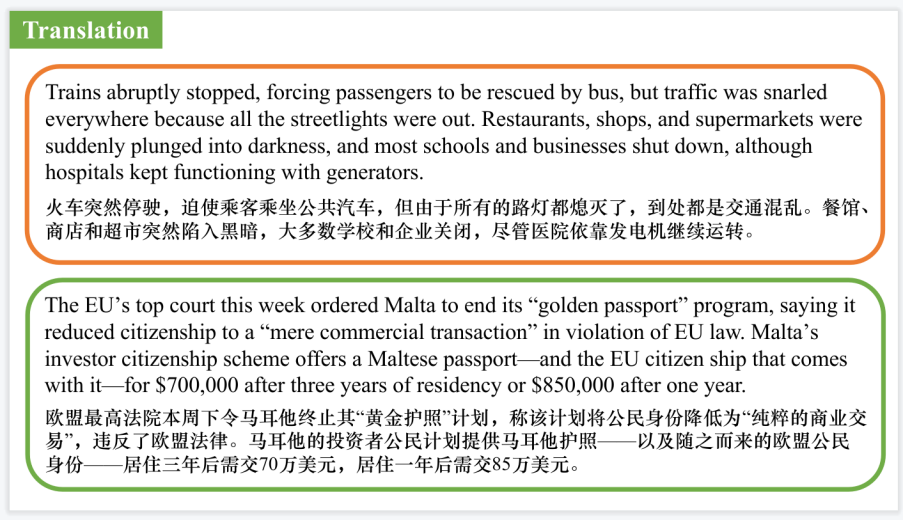 Translation
Trains abruptly stopped, forcing passengers to be rescued by bus, but traffic was snarled
everywhere because all the streetlights were out. Restaurants, shops, and supermarkets were
suddenly plunged into darkness, and most schools and businesses shut down, although
hospitals kept functioning with generators.
火车突然停驶，迫使乘客乘坐公共汽车，但由于所有的路灯都熄灭了，到处都是交通混乱。餐馆、
商店和超市突然陷入黑暗，大多数学校和企业关闭，尽管医院依靠发电机继续运转。
The EU’s top court this week ordered Malta to end its “golden passport” program, saying it
reduced citizenship to a “mere commercial transaction” in violation of EU law. Malta’s
investor citizenship scheme offers a Maltese passport—and the EU citizen ship that comes
with it—for $700,000 after three years of residency or $850,000 after one year.
欧盟最高法院本周下令马耳他终止其“黄金护照”计划，称该计划将公民身份降低为“纯粹的商业交
易”，违反了欧盟法律。马耳他的投资者公民计划提供马耳他护照——以及随之而来的欧盟公民
身份——居住三年后需交70万美元，居住一年后需交85万美元。